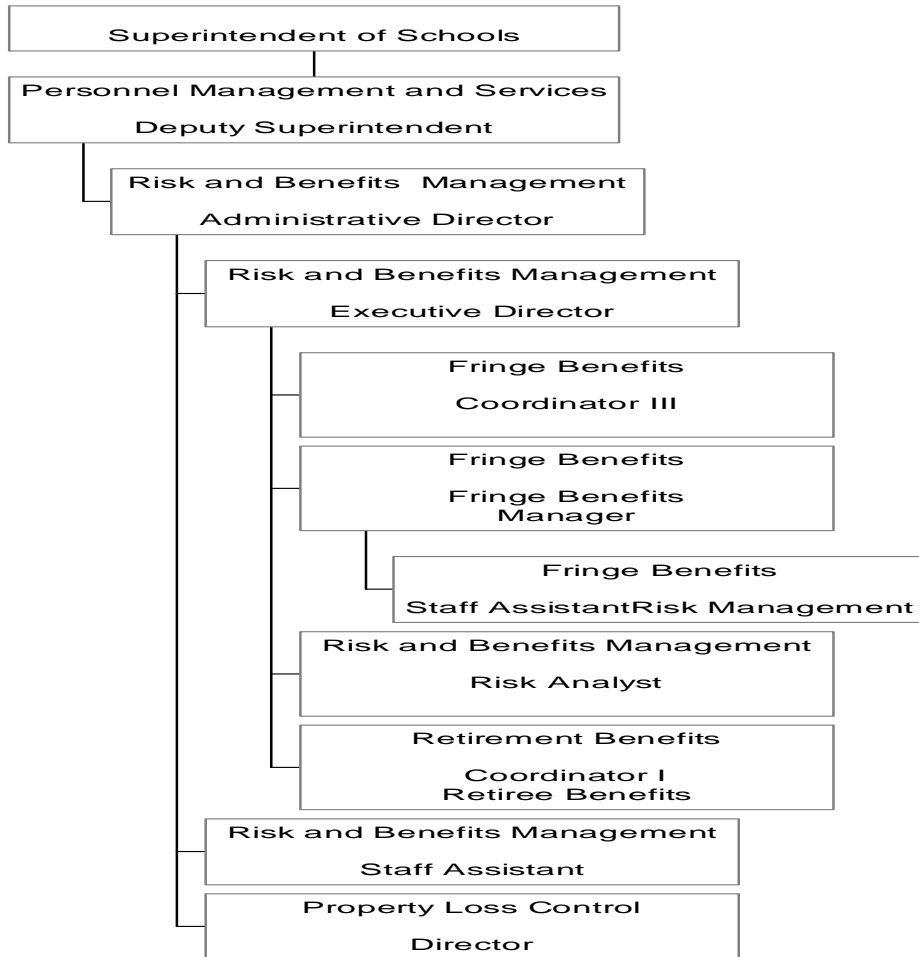 Superintendent of Schools
Personnel Management and Services
Deputy Superintendent
Risk and Benefits Management
Administrative Director
Risk and Benefits Management
Executive Director
Fringe Benefits
Coordinator III
Fringe Benefits
Fringe Benefits
Manager
Fringe Benefits
Staff AssistantRisk Management
Risk and Benefits Management
Risk Analyst
Retirement Benefits
Coordinator I
Retiree Benefits
Risk and Benefits Management
Staff Assistant
Property Loss Control
Director